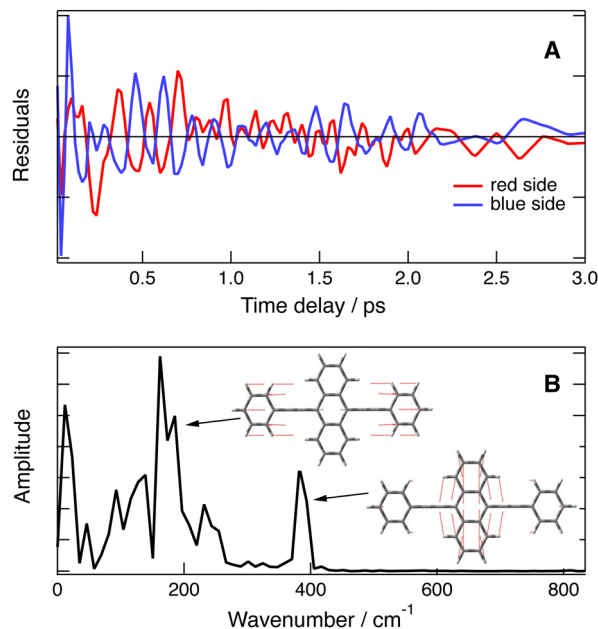 A
Residuals
red side
blue side
0.5 1.0 1.5 2.0 2.5 3.0
Time delay / ps
B
Amplitude
0 200 400 600 800
Wavenumber / cm⁻¹